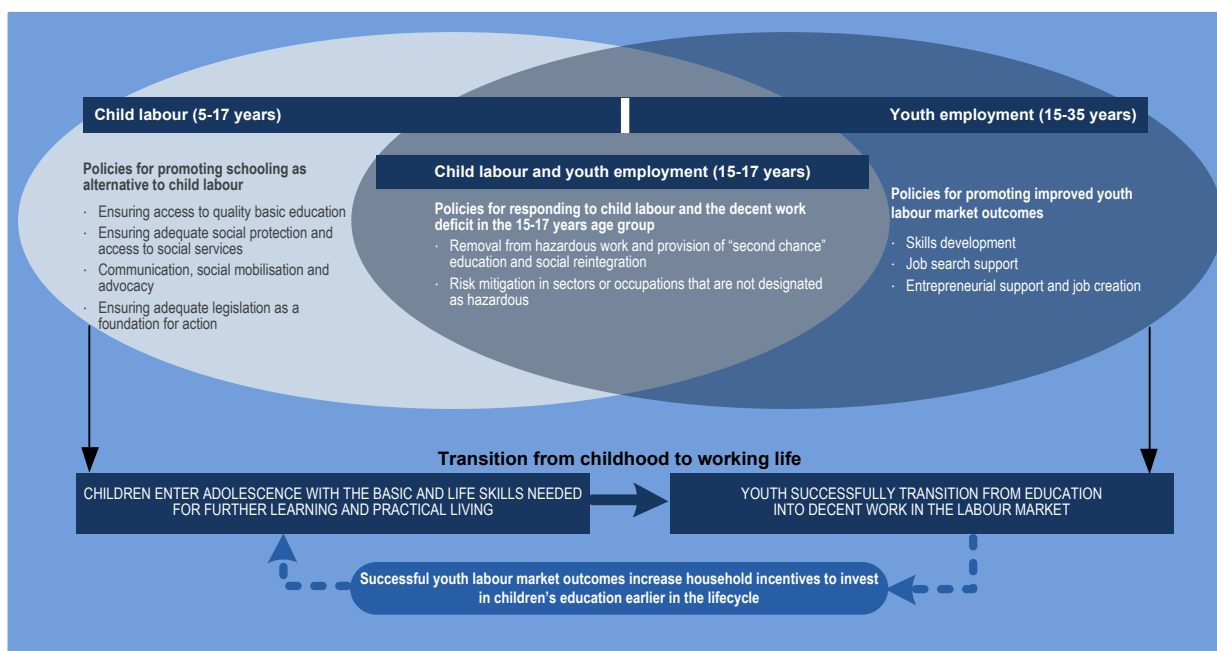 Child labour (5-17 years)
Youth employment (15-35 years)
Policies for promoting schooling as
alternative to child labour
· Ensuring access to quality basic education
· Ensuring adequate social protection and
access to social services
· Communication, social mobilisation and
advocacy
· Ensuring adequate legislation as a
foundation for action
Child labour and youth employment (15-17 years)
Policies for responding to child labour and the decent work
deficit in the 15-17 years age group
· Removal from hazardous work and provision of “second chance”
education and social reintegration
· Risk mitigation in sectors or occupations that are not designated
as hazardous
Policies for promoting improved youth
labour market outcomes
· Skills development
· Job search support
· Entrepreneurial support and job creation
Transition from childhood to working life
CHILDREN ENTER ADOLESCENCE WITH THE BASIC AND LIFE SKILLS NEEDED
FOR FURTHER LEARNING AND PRACTICAL LIVING
YOUTH SUCCESSFULLY TRANSITION FROM EDUCATION
INTO DECENT WORK IN THE LABOUR MARKET
Successful youth labour market outcomes increase household incentives to invest
in children’s education earlier in the lifecycle